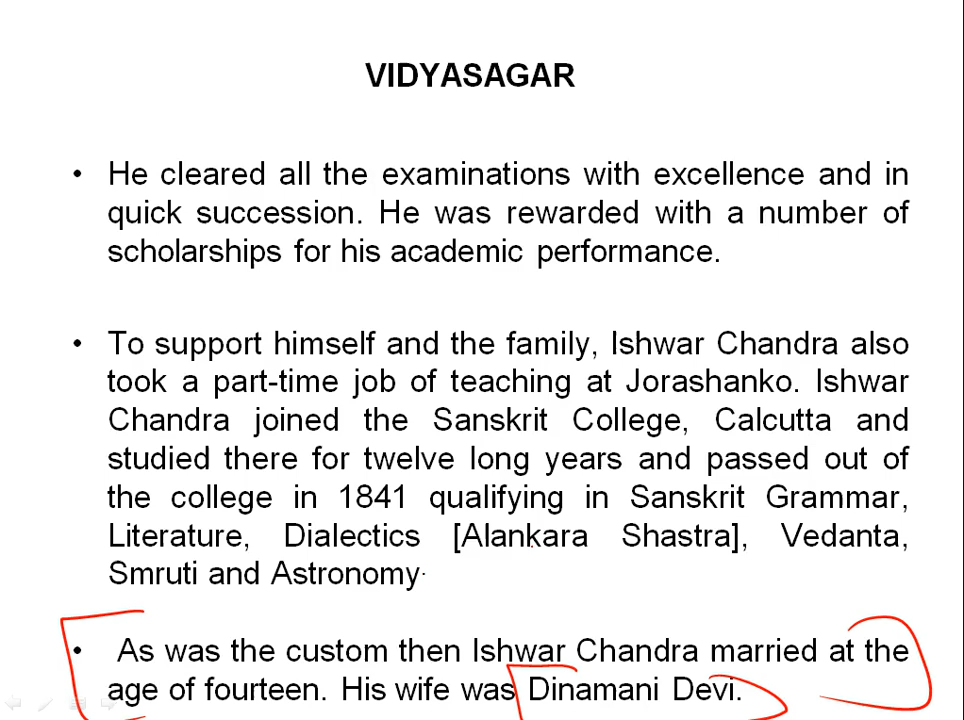 VIDYASAGAR
• He cleared all the examinations with excellence and in
quick succession. He was rewarded with a number of
scholarships for his academic performance.
• To support himself and the family, Ishwar Chandra also
took a part-time job of teaching at Jorashanko. Ishwar
Chandra joined the Sanskrit College, Calcutta and
studied there for twelve long years and passed out of
the college in 1841 qualifying in Sanskrit Grammar,
Literature, Dialectics [Alankara Shastra], Vedanta,
Smruti and Astronomy.
• As was the custom then Ishwar Chandra married at the
age of fourteen. His wife was Dinamani Devi.